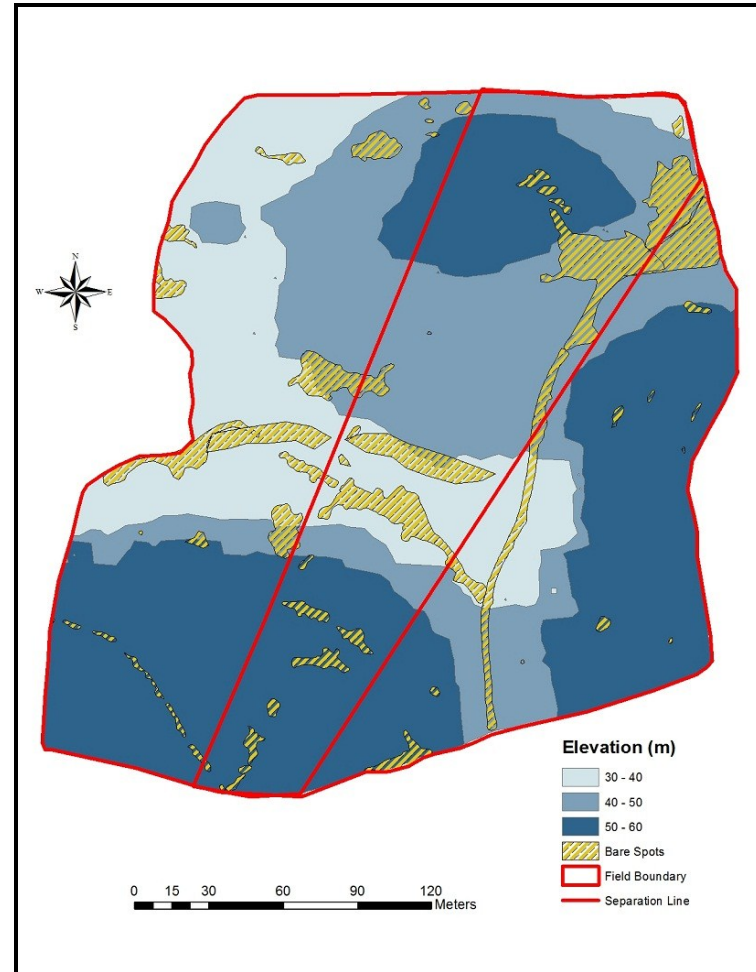 N
W E
S
Elevation (m)
30 - 40
40 - 50
50 - 60
Bare Spots
Field Boundary
Separation Line
0 15 30 60 90 120
Meters